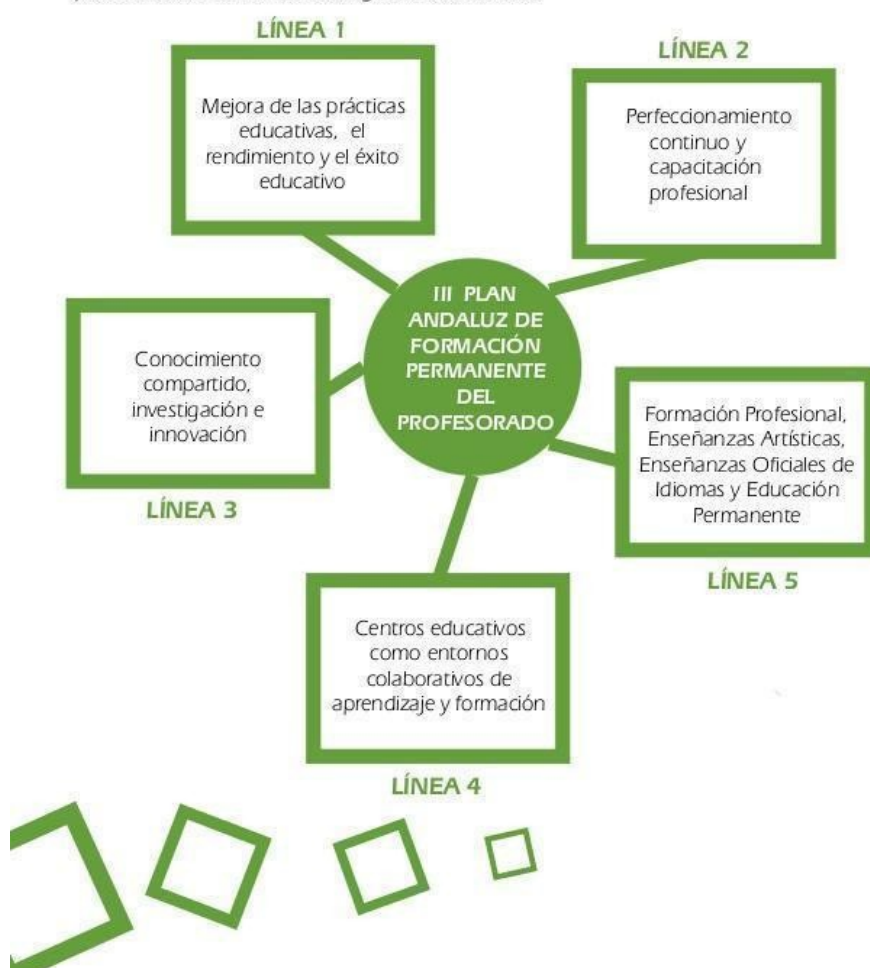 LÍNEA 1
Mejora de las prácticas
educativas, el
rendimiento y el éxito
educativo
LÍNEA 2
Perfeccionamiento
continuo y
capacitación
profesional
III PLAN
ANDALUZ DE
FORMACIÓN
PERMANENTE
DEL
PROFESORADO
Conocimiento
compartido,
investigación e
innovación
LÍNEA 3
Formación Profesional,
Enseñanzas Artísticas,
Enseñanzas Oficiales de
Idiomas y Educación
Permanente
LÍNEA 5
Centros educativos
como entornos
colaborativos de
aprendizaje y formación
LÍNEA 4